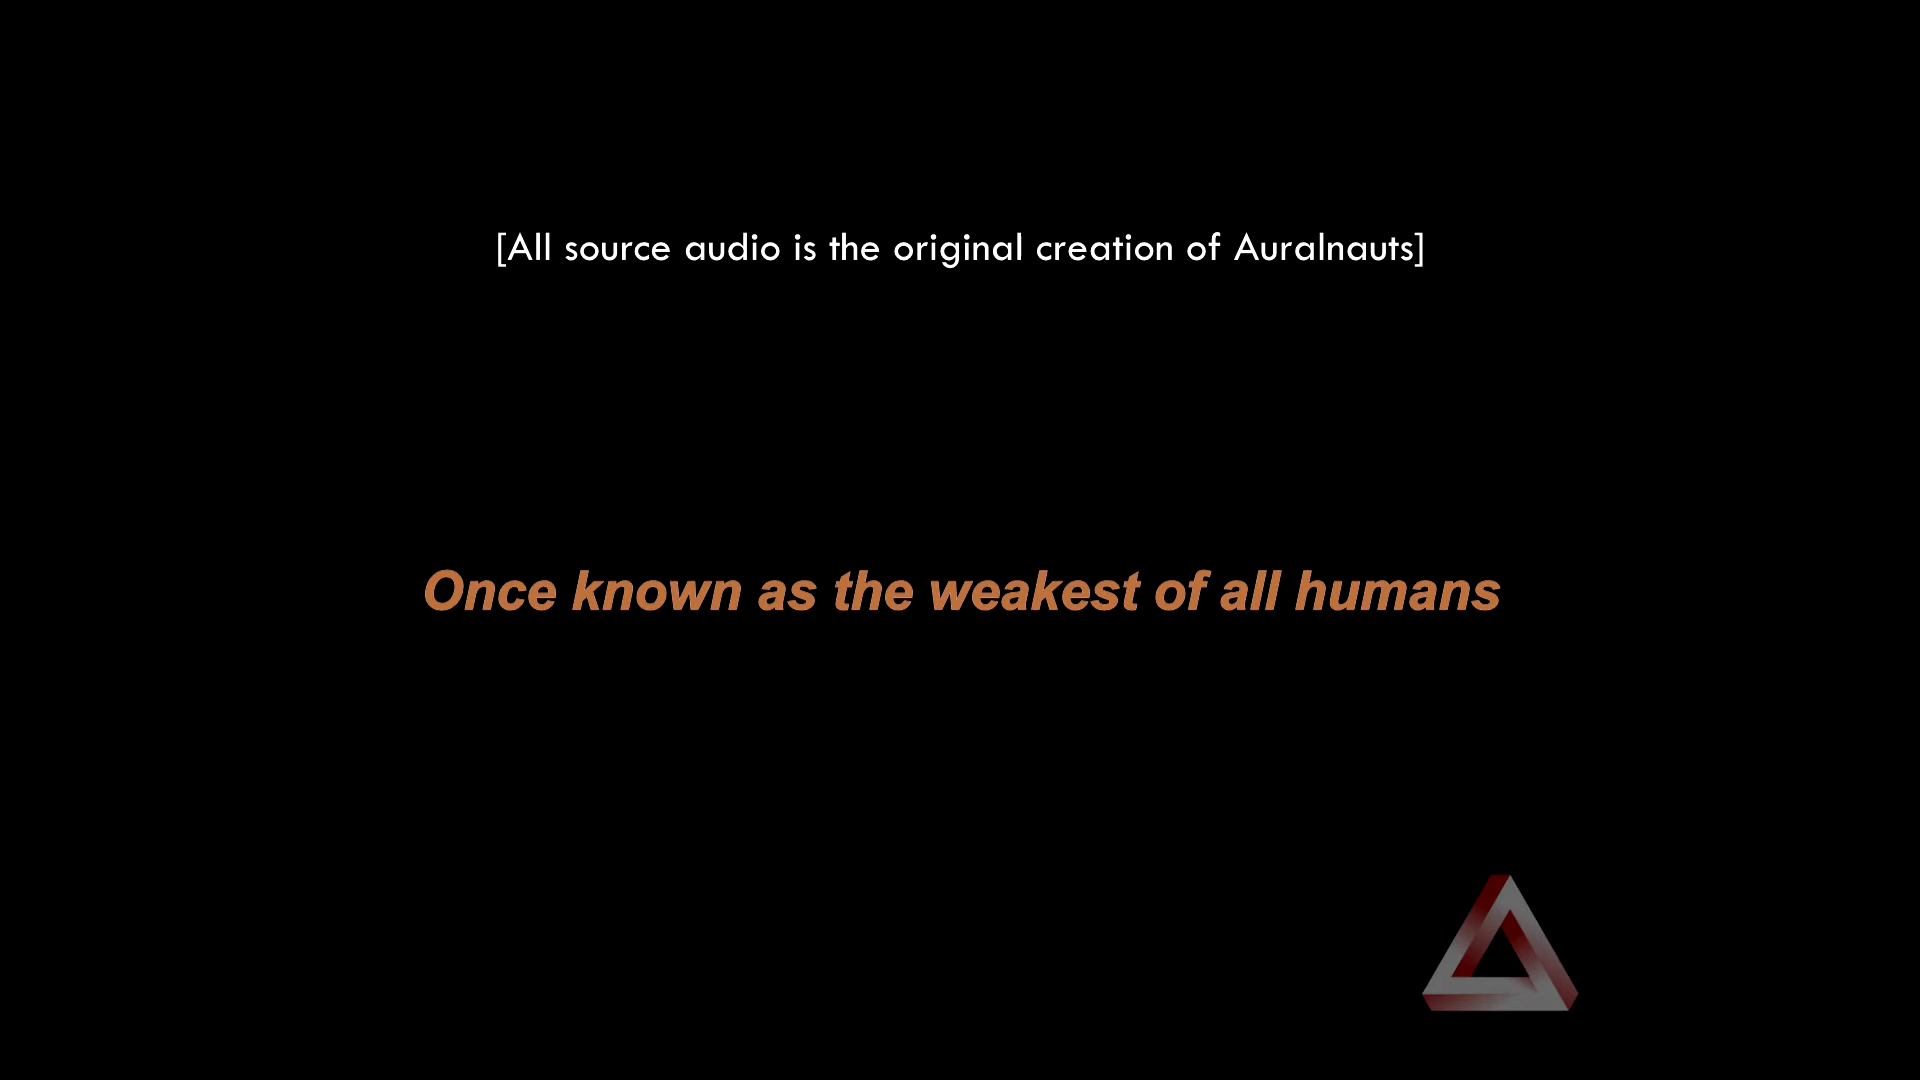 [All source audio is the original creation of Auralnauts]
Once known as the weakest of all humans